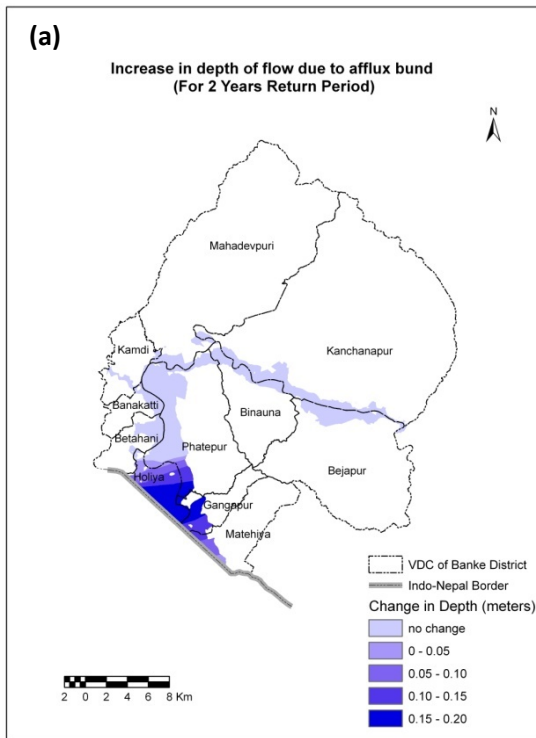 (a)
Increase in depth of flow due to afflux bund
(For 2 Years Return Period)
N
Mahadevpuri
Kamdi
Kanchanapur
Banakatti
Binauna
Betahani
Phatepur
Bejapur
Holiya
Gangapur
Matehiya
VDC of Banke District
Indo-Nepal Border
Change in Depth (meters)
no change
0 - 0.05
0.05 - 0.10
0.10 - 0.15
0.15 - 0.20
2 0 2 4 6 8 Km